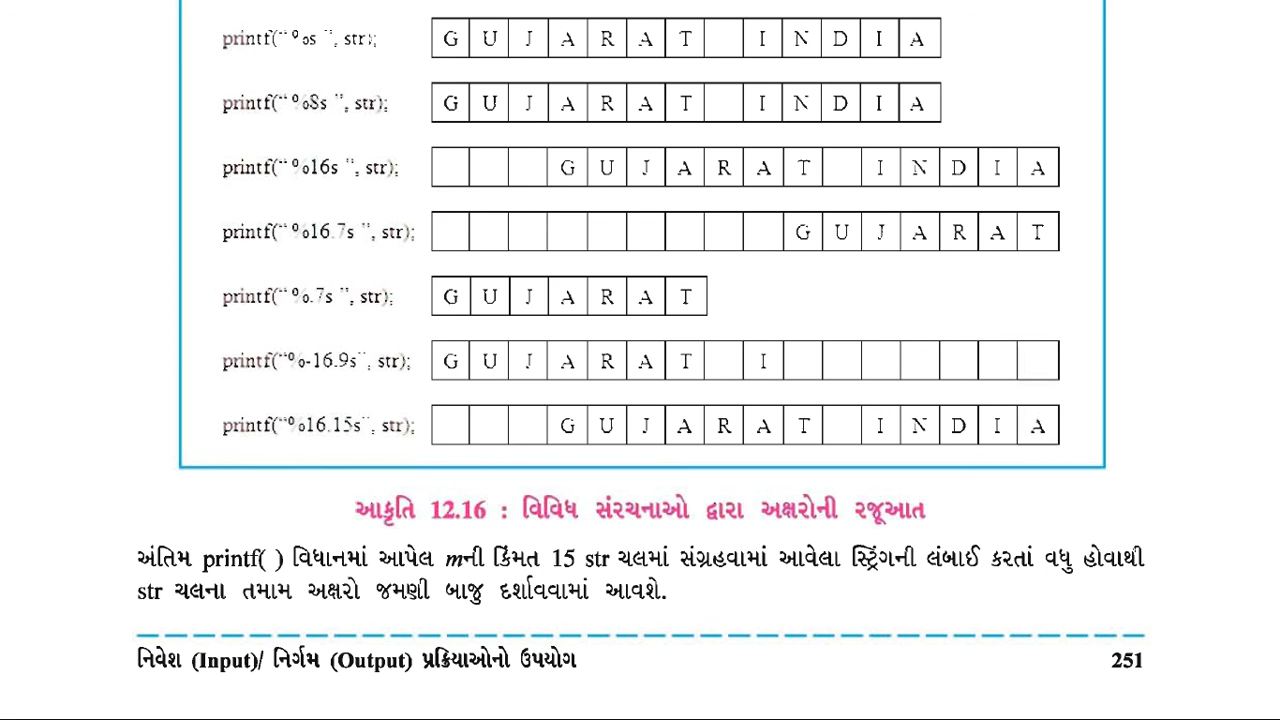 printf("%s ", str); G U J A R A T I N D I A
printf("%8s ", str); G U J A R A T I N D I A
printf("%16s ", str); G U J A R A T I N D I A
printf("%16.7s ", str); G U J A R A T
printf("%.7s ", str); G U J A R A T
printf("%-16.9s", str); G U J A R A T I
printf("%16.15s", str); G U J A R A T I N D I A
આકૃતિ 12.16 : વિવિધ સંરચનાઓ દ્વારા અક્ષરોની રજૂઆત
અંતિમ printf( ) વિધાનમાં આપેલ mની કિંમત 15 str ચલમાં સંગ્રહવામાં આવેલા સ્ટ્રિંગની લંબાઈ કરતાં વધુ હોવાથી
str ચલના તમામ અક્ષરો જમણી બાજુ દર્શાવવામાં આવશે.
નિવેશ (Input)/ નિર્ગમ (Output) પ્રક્રિયાઓનો ઉપયોગ 251